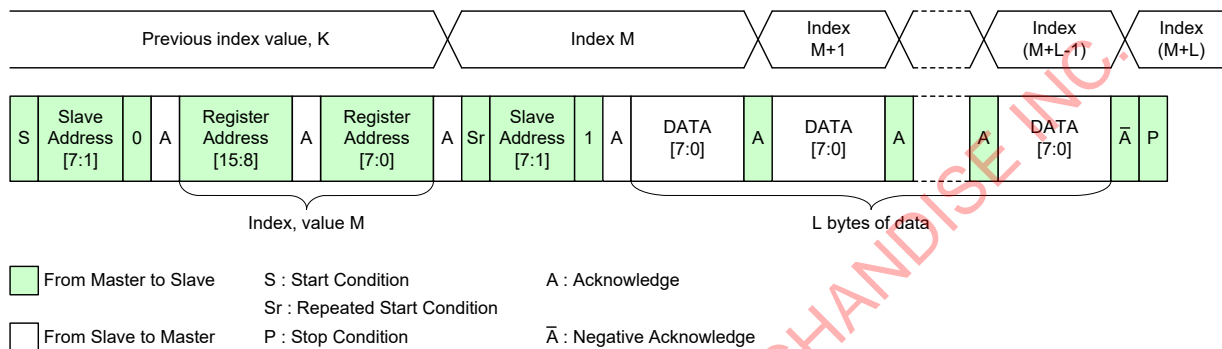 Previous index value, K
Index M
Index
M+1
Index
(M+L-1)
Index
(M+L)
S
Slave
Address
[7:1]
0
A
Register
Address
[15:8]
A
Register
Address
[7:0]
A
Sr
Slave
Address
[7:1]
1
A
DATA
[7:0]
A
DATA
[7:0]
A
A
DATA
[7:0]
A̅
P
Index, value M
L bytes of data
From Master to Slave
S : Start Condition
A : Acknowledge
Sr : Repeated Start Condition
From Slave to Master
P : Stop Condition
A̅ : Negative Acknowledge
CHANDISE INC.